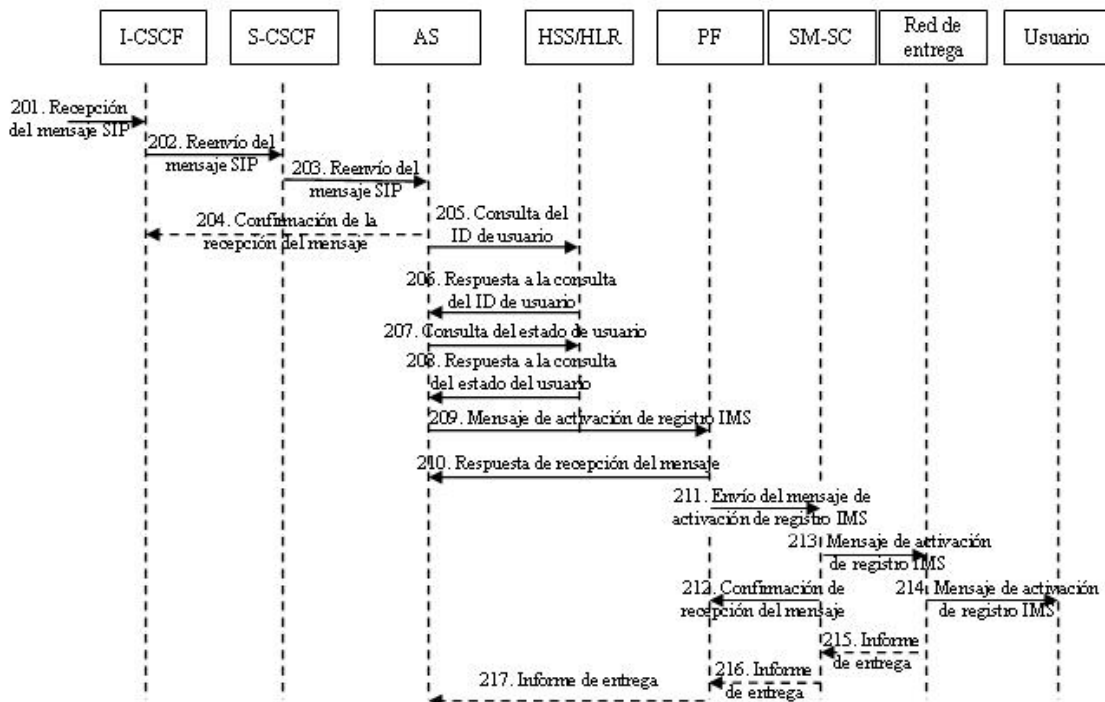 I-CSCF
S-CSCF
AS
HSS/HLR
PF
SM-SC
Red de
entrega
Usuario
201. Recepción
del mensaje SIP
202. Reenvío del
mensaje SIP
203. Reenvío del
mensaje SIP
204. Confirmación de la
recepción del mensaje
205. Consulta del
ID de usuario
206. Respuesta a la consulta
del ID de usuario
207. Consulta del estado de usuario
208. Respuesta a la consulta
del estado del usuario
209. Mensaje de activación de registro IMS
210. Respuesta de recepción del mensaje
211. Envío del mensaje de
activación de registro IMS
213. Mensaje de activación
de registro IMS
212. Confirmación de
recepción del mensaje
214. Mensaje de activación
de registro IMS
215. Informe
de entrega
216. Informe
de entrega
217. Informe de entrega